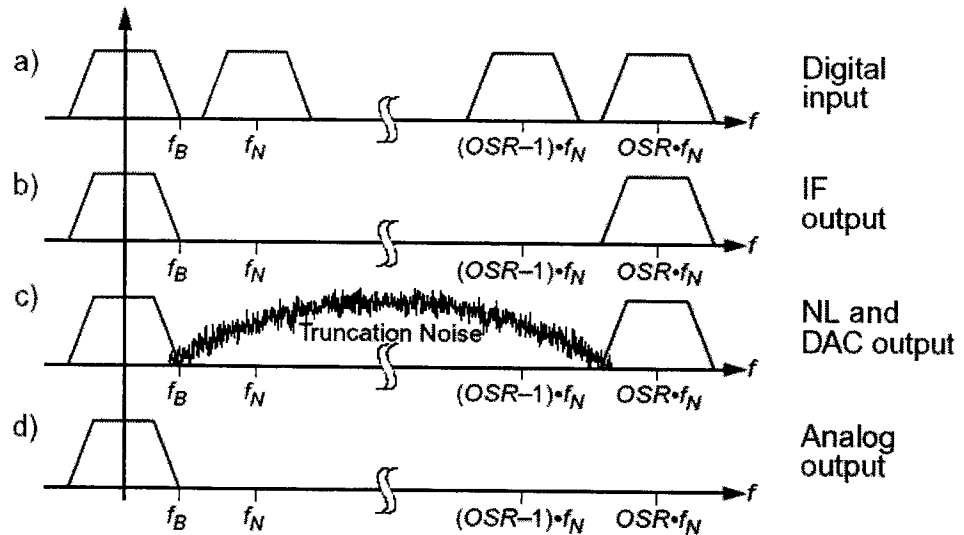 a)
Digital
input
f
f_B f_N (OSR–1)•f_N OSR•f_N
b)
IF
output
f
f_B f_N (OSR–1)•f_N OSR•f_N
c)
NL and
DAC output
Truncation Noise
f
f_B f_N (OSR–1)•f_N OSR•f_N
d)
Analog
output
f
f_B f_N (OSR–1)•f_N OSR•f_N